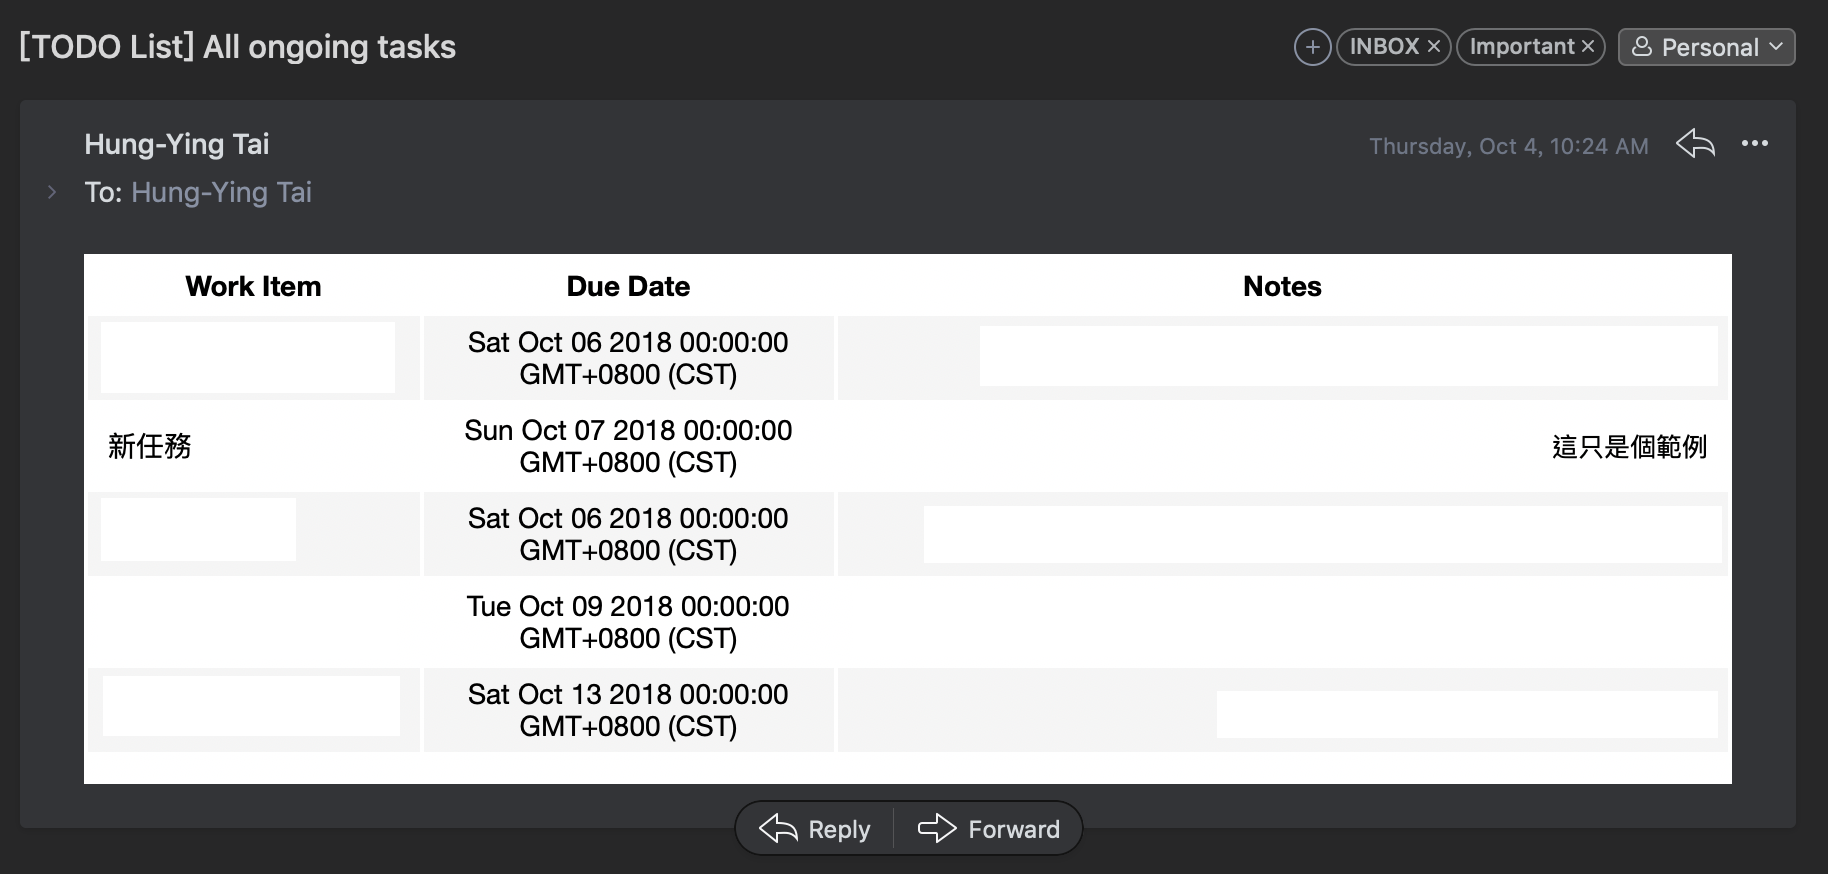 [TODO List] All ongoing tasks
INBOX
Important
Personal
Hung-Ying Tai
Thursday, Oct 4, 10:24 AM
To: Hung-Ying Tai
Work Item
Due Date
Notes
Sat Oct 06 2018 00:00:00
GMT+0800 (CST)
新任務
Sun Oct 07 2018 00:00:00
GMT+0800 (CST)
這只是個範例
Sat Oct 06 2018 00:00:00
GMT+0800 (CST)
Tue Oct 09 2018 00:00:00
GMT+0800 (CST)
Sat Oct 13 2018 00:00:00
GMT+0800 (CST)
Reply
Forward